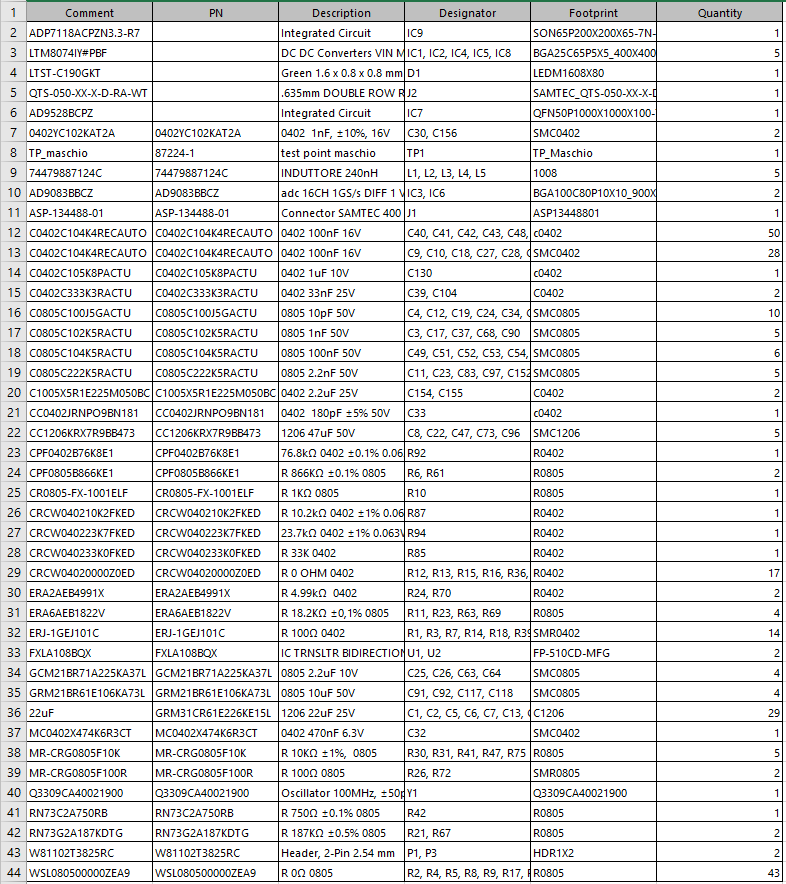 1 Comment PN Description Designator Footprint Quantity
2 ADP7118ACPZN3.3-R7 Integrated Circuit IC9 SON65P200X200X65-7N- 1
3 LTM8074IY#PBF DC DC Converters VIN M IC1, IC2, IC4, IC5, IC8 BGA25C65P5X5_400X400 5
4 LTST-C190GKT Green 1.6 x 0.8 x 0.8 mm D1 LEDM1608X80 1
5 QTS-050-XX-X-D-RA-WT .635mm DOUBLE ROW R J2 SAMTEC_QTS-050-XX-X-D 1
6 AD9528BCPZ Integrated Circuit IC7 QFN50P1000X1000X100- 1
7 0402YC102KAT2A 0402YC102KAT2A 0402 1nF, ±10%, 16V C30, C156 SMC0402 2
8 TP_maschio 87224-1 test point maschio TP1 TP_Maschio 1
9 74479887124C 74479887124C INDUTTORE 240nH L1, L2, L3, L4, L5 1008 5
10 AD9083BBCZ AD9083BBCZ adc 16CH 1GS/s DIFF 1 V IC3, IC6 BGA100C80P10X10_900X 2
11 ASP-134488-01 ASP-134488-01 Connector SAMTEC 400 J1 ASP13448801 1
12 C0402C104K4RECAUTO C0402C104K4RECAUTO 0402 100nF 16V C40, C41, C42, C43, C48, c0402 50
13 C0402C104K4RECAUTO C0402C104K4RECAUTO 0402 100nF 16V C9, C10, C18, C27, C28, C SMC0402 28
14 C0402C105K8PACTU C0402C105K8PACTU 0402 1uF 10V C130 c0402 1
15 C0402C333K3RACTU C0402C333K3RACTU 0402 33nF 25V C39, C104 C0402 2
16 C0805C100J5GACTU C0805C100J5GACTU 0805 10pF 50V C4, C12, C19, C24, C34, C SMC0805 10
17 C0805C102K5RACTU C0805C102K5RACTU 0805 1nF 50V C3, C17, C37, C68, C90 SMC0805 5
18 C0805C104K5RACTU C0805C104K5RACTU 0805 100nF 50V C49, C51, C52, C53, C54, SMC0805 6
19 C0805C222K5RACTU C0805C222K5RACTU 0805 2.2nF 50V C11, C23, C83, C97, C152 SMC0805 5
20 C1005X5R1E225M050BC C1005X5R1E225M050BC 0402 2.2uF 25V C154, C155 C0402 2
21 CC0402JRNPO9BN181 CC0402JRNPO9BN181 0402 180pF ±5% 50V C33 c0402 1
22 CC1206KRX7R9BB473 CC1206KRX7R9BB473 1206 47uF 50V C8, C22, C47, C73, C96 SMC1206 5
23 CPF0402B76K8E1 CPF0402B76K8E1 76.8kΩ 0402 ±0.1% 0.06 R92 R0402 1
24 CPF0805B866KE1 CPF0805B866KE1 R 866KΩ ±0.1% 0805 R6, R61 R0805 2
25 CR0805-FX-1001ELF CR0805-FX-1001ELF R 1KΩ 0805 R10 R0805 1
26 CRCW040210K2FKED CRCW040210K2FKED R 10.2kΩ 0402 ±1% 0.06 R87 R0402 1
27 CRCW040223K7FKED CRCW040223K7FKED 23.7kΩ 0402 ±1% 0.063V R94 R0402 1
28 CRCW040233K0FKED CRCW040233K0FKED R 33K 0402 R85 R0402 1
29 CRCW04020000Z0ED CRCW04020000Z0ED R 0 OHM 0402 R12, R13, R15, R16, R36, R0402 17
30 ERA2AEB4991X ERA2AEB4991X R 4.99kΩ 0402 R24, R70 R0402 2
31 ERA6AEB1822V ERA6AEB1822V R 18.2KΩ ±0,1% 0805 R11, R23, R63, R69 R0805 4
32 ERJ-1GEJ101C ERJ-1GEJ101C R 100Ω 0402 R1, R3, R7, R14, R18, R39 SMR0402 14
33 FXLA108BQX FXLA108BQX IC TRNSLTR BIDIRECTION U1, U2 FP-510CD-MFG 2
34 GCM21BR71A225KA37L GCM21BR71A225KA37L 0805 2.2uF 10V C25, C26, C63, C64 SMC0805 4
35 GRM21BR61E106KA73L GRM21BR61E106KA73L 0805 10uF 50V C91, C92, C117, C118 SMC0805 4
36 22uF GRM31CR61E226KE15L 1206 22uF 25V C1, C2, C5, C6, C7, C13, C C1206 29
37 MC0402X474K6R3CT MC0402X474K6R3CT 0402 470nF 6.3V C32 SMC0402 1
38 MR-CRG0805F10K MR-CRG0805F10K R 10KΩ ±1%, 0805 R30, R31, R41, R47, R75 R0805 5
39 MR-CRG0805F100R MR-CRG0805F100R R 100Ω 0805 R26, R72 SMR0805 2
40 Q3309CA40021900 Q3309CA40021900 Oscillator 100MHz, ±50p Y1 Q3309CA40021900 1
41 RN73C2A750RB RN73C2A750RB R 750Ω ±0.1% 0805 R42 R0805 1
42 RN73G2A187KDTG RN73G2A187KDTG R 187KΩ ±0.5% 0805 R21, R67 R0805 2
43 W81102T3825RC W81102T3825RC Header, 2-Pin 2.54 mm P1, P3 HDR1X2 2
44 WSL080500000ZEA9 WSL080500000ZEA9 R 0Ω 0805 R2, R4, R5, R8, R9, R17, R0805 43